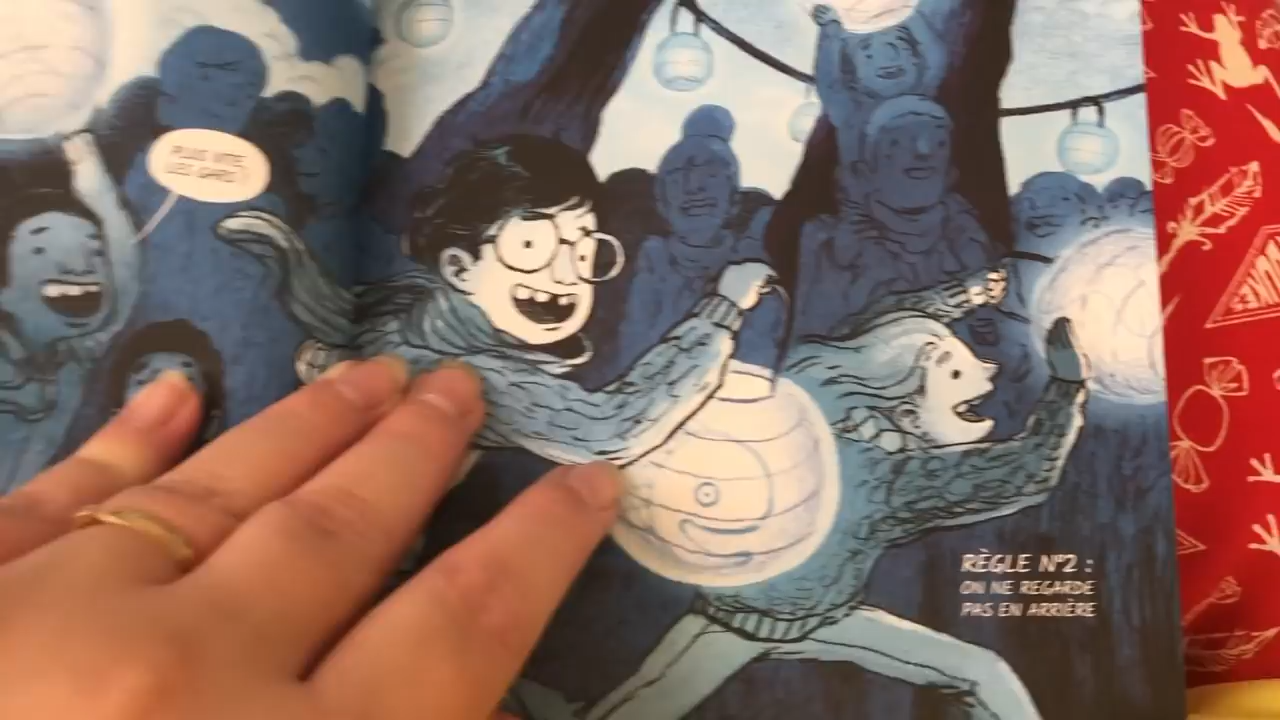 PLUS VITE
LES GARS !
RÈGLE N°2 :
ON NE REGARDE
PAS EN ARRIÈRE